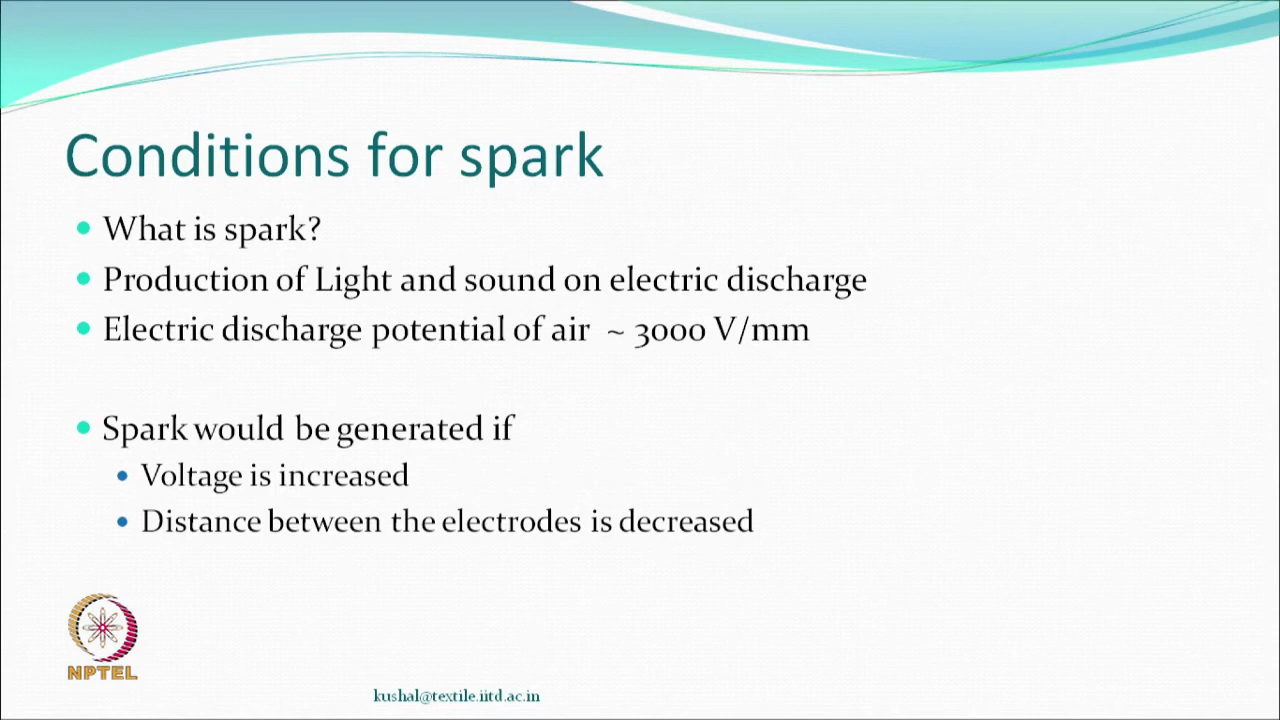 Conditions for spark
What is spark?
Production of Light and sound on electric discharge
Electric discharge potential of air ~ 3000 V/mm
Spark would be generated if
Voltage is increased
Distance between the electrodes is decreased
NPTEL
kushal@textile.iitd.ac.in